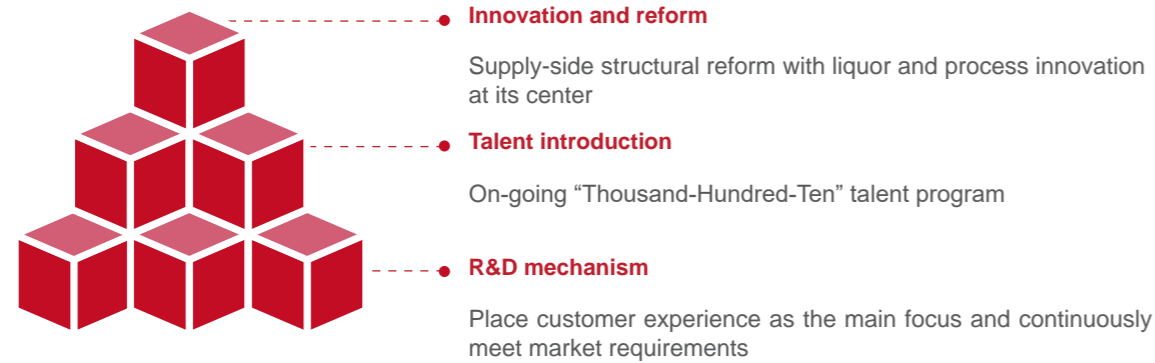 Innovation and reform
Supply-side structural reform with liquor and process innovation
at its center
Talent introduction
On-going “Thousand-Hundred-Ten” talent program
R&D mechanism
Place customer experience as the main focus and continuously
meet market requirements